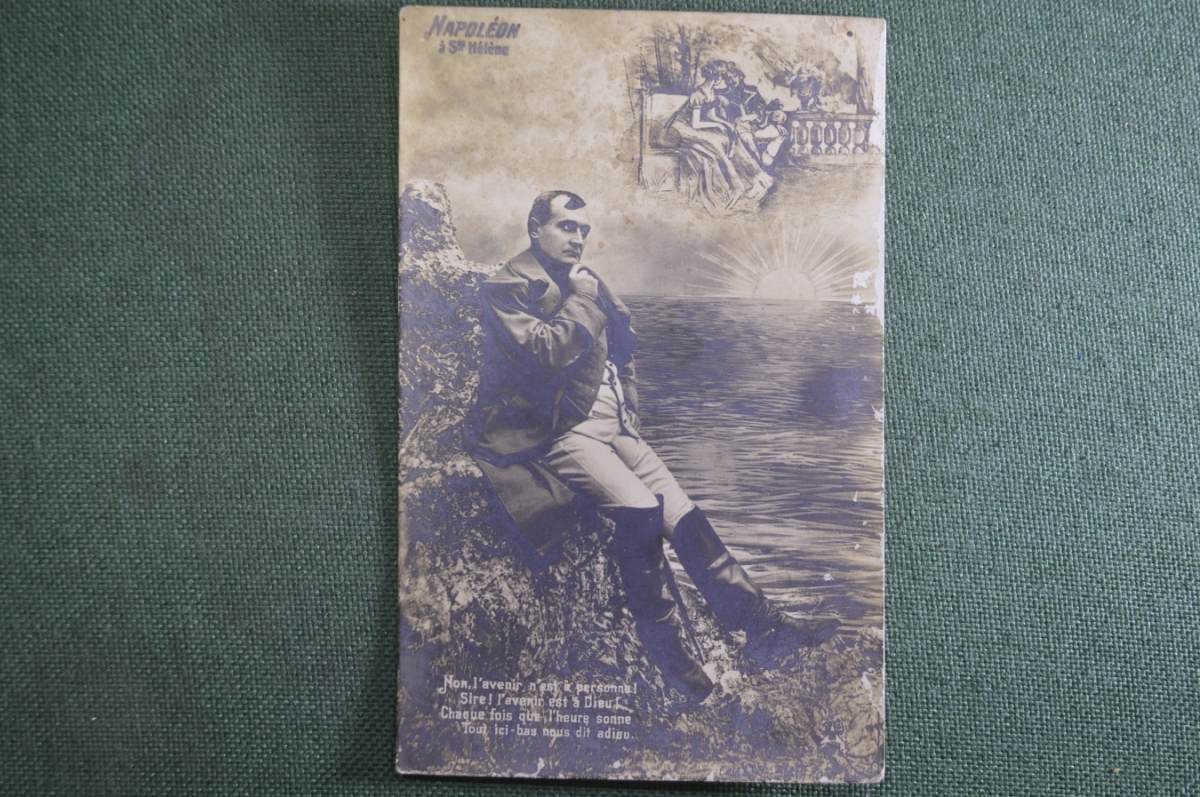 NAPOLÉON
à Ste Hélène
Non, l'avenir n'est à personne!
Sire! l'avenir est à Dieu!
Chaque fois que l'heure sonne
Tout ici-bas nous dit adieu.